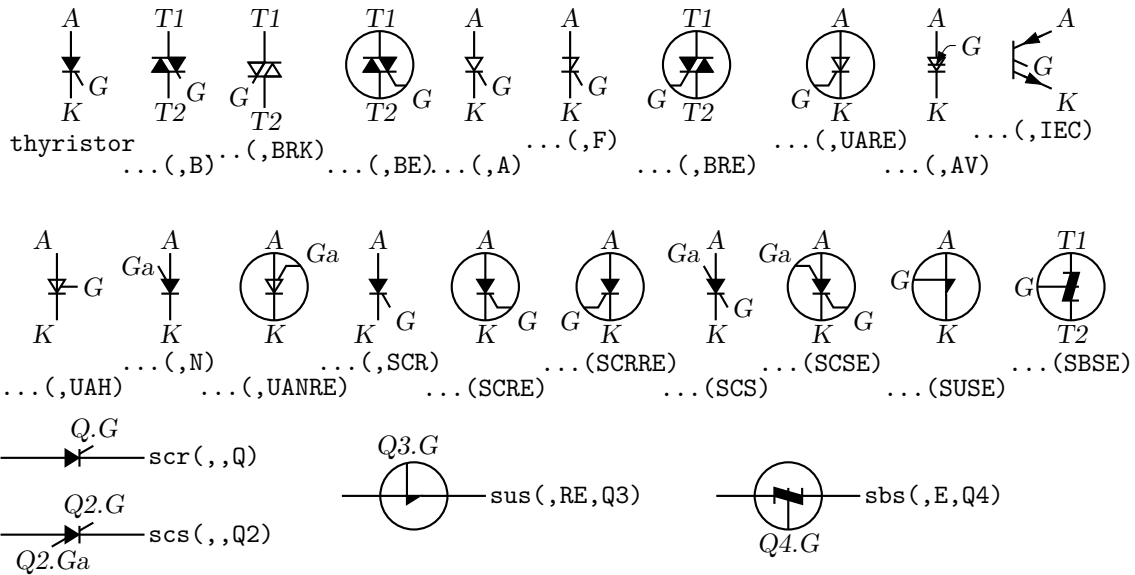 A T1 T1 T1 A A T1 A A A
G G G G G G G G G G
K T2 T2 T2 K K T2 K K K
thyristor ...(,B) ..(,BRK) ...(,BE) ...(,A) ...(,F) ...(,BRE) ...(,UARE) ...(,AV) ...(,IEC)
A A A A A A A A A T1
G Ga Ga G G G Ga G Ga G G G
K K K K K K K K K T2
...(,UAH) ...(,N) ...(,UANRE) ...(,SCR) ...(SCRE) ...(SCRRE) ...(SCS) ...(SCSE) ...(SUSE) ...(SBSE)
Q.G
scr(,,Q)
Q2.G
scs(,,Q2)
Q2.Ga
Q3.G
sus(,RE,Q3)
sbs(,E,Q4)
Q4.G